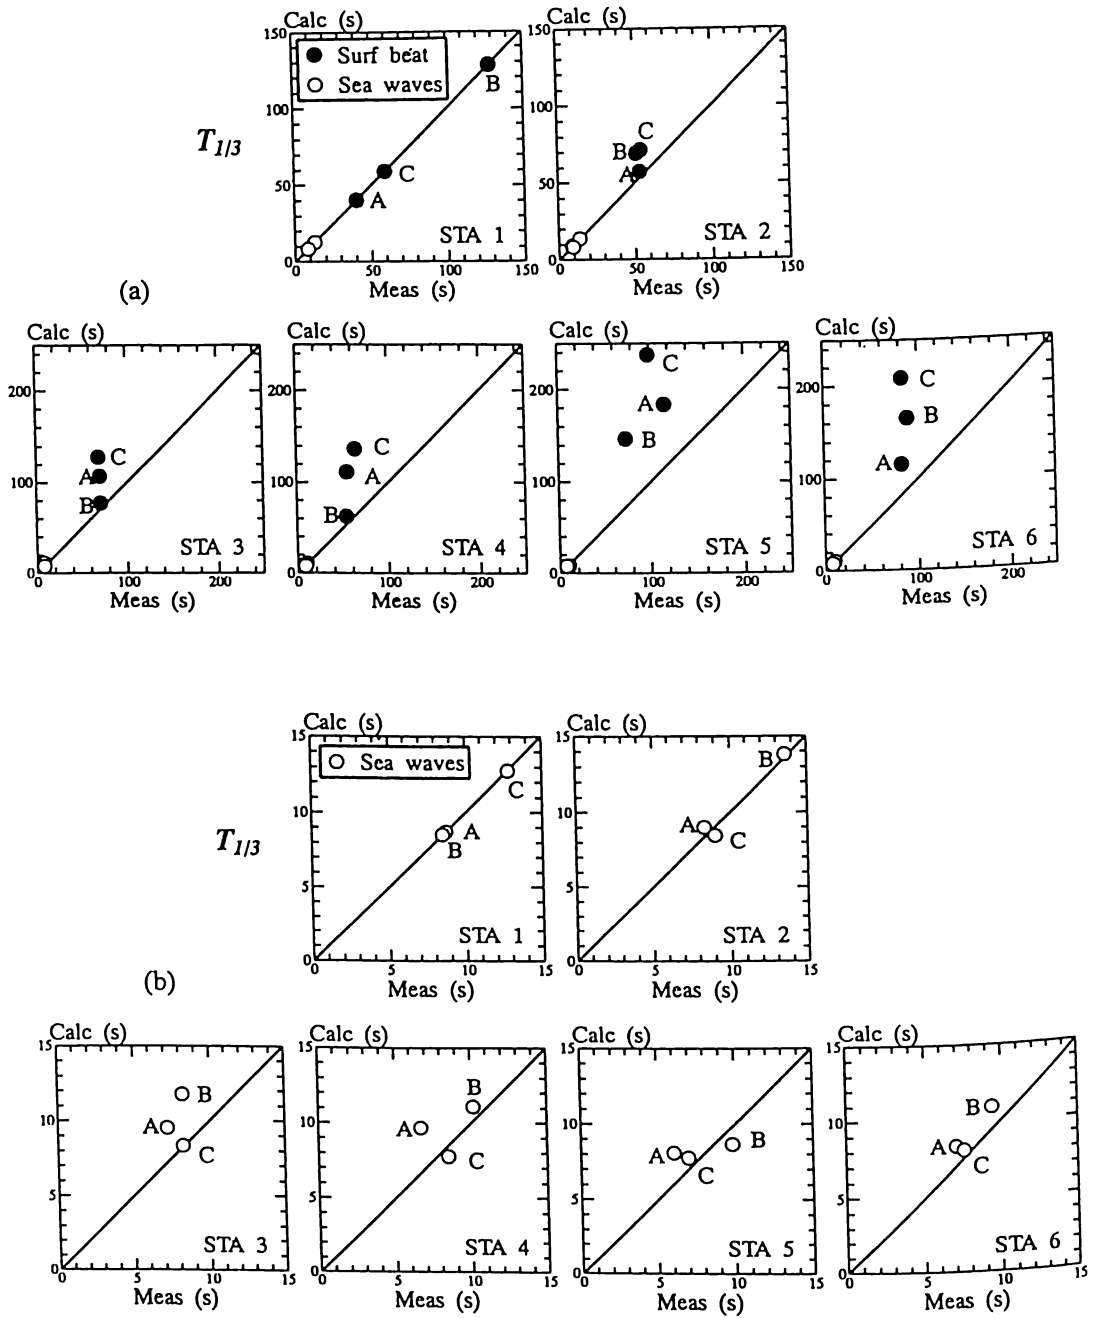 Calc (s) Calc (s)
150 150
Surf beat
Sea waves
B
100 100
T1/3
C
B
A
C
A
50 50
STA 1 STA 2
0 0
0 50 100 150 0 50 100 150
Meas (s) Meas (s)
(a)
Calc (s) Calc (s) Calc (s) Calc (s)
200 200 200 200
C C C C
A A A B
B B B A
100 100 100 100
STA 3 STA 4 STA 5 STA 6
0 0 0 0
0 100 200 0 100 200 0 100 200 0 100 200
Meas (s) Meas (s) Meas (s) Meas (s)
Calc (s) Calc (s)
15 15
Sea waves
B
C
10 10
T1/3
A A
B C
5 5
STA 1 STA 2
0 0
0 5 10 15 0 5 10 15
Meas (s) Meas (s)
(b)
Calc (s) Calc (s) Calc (s) Calc (s)
15 15 15 15
B B B B
10 10 10 10
A A A A
C C C C
5 5 5 5
STA 3 STA 4 STA 5 STA 6
0 0 0 0
0 5 10 15 0 5 10 15 0 5 10 15 0 5 10 15
Meas (s) Meas (s) Meas (s) Meas (s)